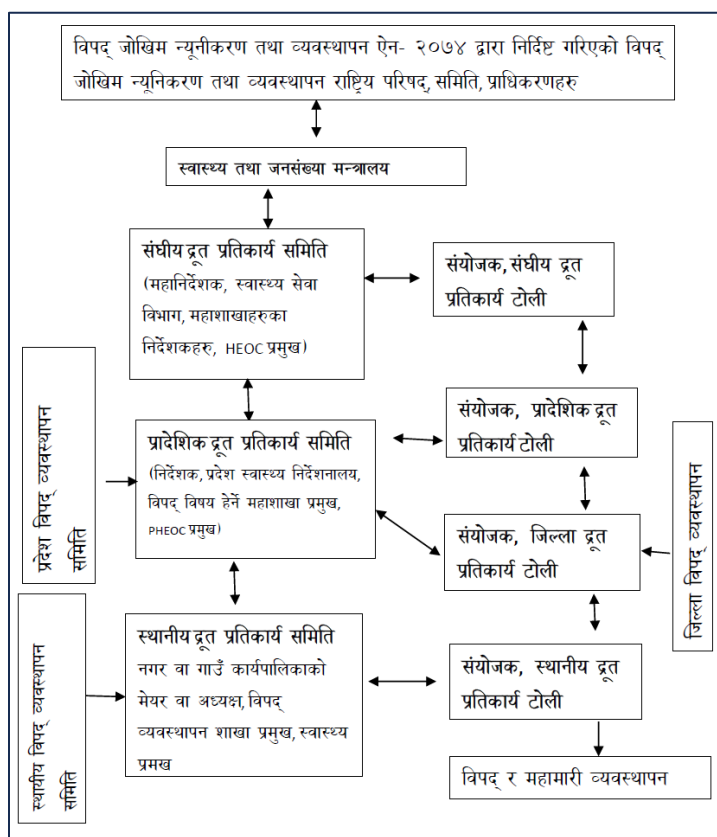 विपद् जोखिम न्यूनीकरण तथा व्यवस्थापन ऐन- २०७४ द्वारा निर्दिष्ट गरिएको विपद्
जोखिम न्यूनिकरण तथा व्यवस्थापन राष्ट्रिय परिषद्, समिति, प्राधिकरणहरु
स्वास्थ्य तथा जनसंख्या मन्त्रालय
संघीय द्रूत प्रतिकार्य समिति
(महानिर्देशक, स्वास्थ्य सेवा
विभाग, महाशाखाहरुका
निर्देशकहरु, HEOC प्रमुख)
संयोजक, संघीय द्रूत
प्रतिकार्य टोली
प्रदेश विपद् व्यवस्थापन
समिति
प्रादेशिक द्रूत प्रतिकार्य समिति
(निर्देशक, प्रदेश स्वास्थ्य निर्देशनालय,
विपद् विषय हेर्ने महाशाखा प्रमुख,
PHEOC प्रमुख)
संयोजक, प्रादेशिक द्रूत
प्रतिकार्य टोली
संयोजक, जिल्ला द्रूत
प्रतिकार्य टोली
जिल्ला विपद् व्यवस्थापन
स्थायीय विपद् व्यवस्थापन
समिति
स्थानीय द्रूत प्रतिकार्य समिति
नगर वा गाउँ कार्यपालिकाको
मेयर वा अध्यक्ष, विपद्
व्यवस्थापन शाखा प्रमुख, स्वास्थ्य
प्रमख
संयोजक, स्थानीय द्रूत
प्रतिकार्य टोली
विपद् र महामारी व्यवस्थापन